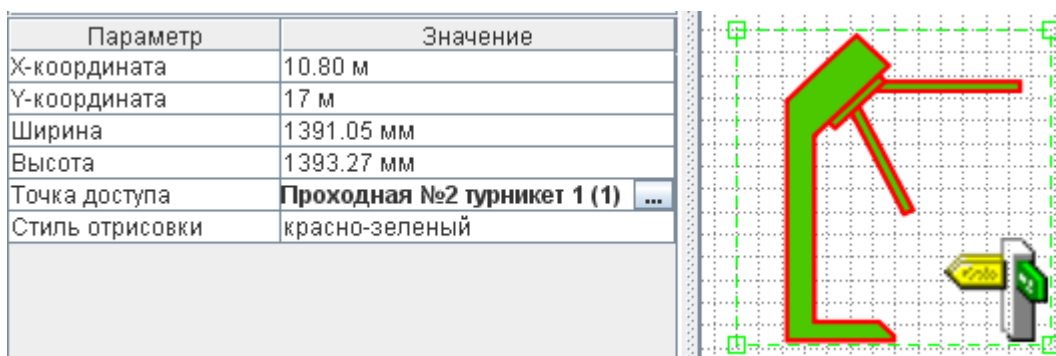 Параметр Значение
X-координата 10.80 м
Y-координата 17 м
Ширина 1391.05 мм
Высота 1393.27 мм
Точка доступа Проходная №2 турникет 1 (1) ...
Стиль отрисовки красно-зеленый